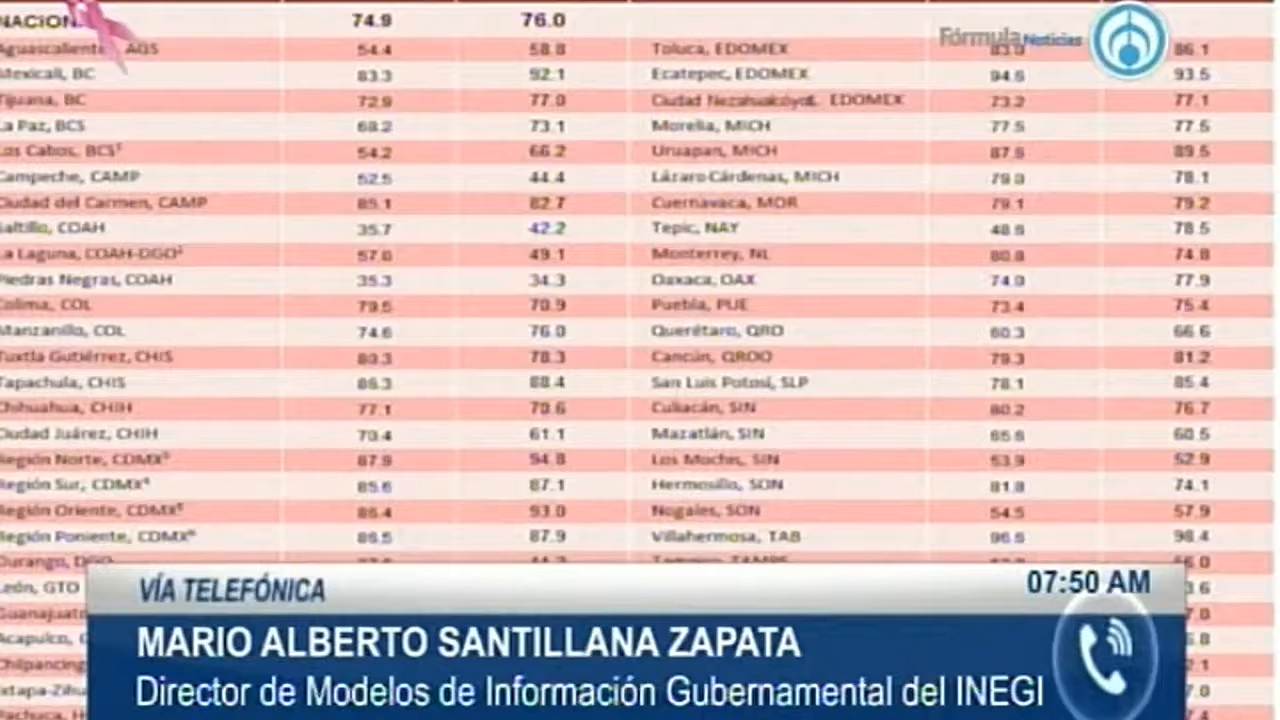 NACION 74.9 76.0
Fórmula Noticias
AGS 54.4 58.8 Toluca, EDOMEX 86.1
Mexicali, BC 83.3 92.1 Ecatepec, EDOMEX 94.6 93.5
Tijuana, BC 72.9 77.0 Ciudad EDOMEX 73.2 77.1
La Paz, BCS 68.2 73.1 Morelia, MICH 77.5 77.5
Los Cabos, BCS 54.2 66.2 Uruapan, MICH 87.6 89.5
Campeche, CAMP 52.5 44.4 Lázaro Cárdenas, MICH 79.0 78.1
Ciudad del Carmen, CAMP 85.1 82.7 Cuernavaca, MOR 79.1 79.2
Saltillo, COAH 35.7 42.2 Tepic, NAY 78.5
La Laguna, COAH-DGO 49.1 Monterrey, NL 80.8 74.8
Piedras Negras, COAH 35.3 34.3 Oaxaca, OAX 74.0 77.9
Colima, COL 79.5 70.9 Puebla, PUE 73.4 75.4
Manzanillo, COL 74.6 76.0 Querétaro, QRO 60.3 66.6
Tuxtla Gutiérrez, CHIS 80.3 78.3 Cancún, QROO 79.3 81.2
Tapachula, CHIS 86.3 88.4 San Luis Potosí, SLP 78.1 85.4
Chihuahua, CHIH 77.1 70.6 Culiacán, SIN 80.2 76.7
Ciudad Juárez, CHIH 70.4 61.1 Mazatlán, SIN 60.5
Región Norte, CDMX 87.9 94.8 Los Mochis, SIN 53.9 52.9
Región Sur, CDMX 85.6 87.1 Hermosillo, SON 81.8 74.1
Región Oriente, CDMX 86.4 93.0 Nogales, SON 54.5 57.9
Región Poniente, CDMX 86.5 87.9 Villahermosa, TAB 96.6 98.4
Durango,
León, GTO
VÍA TELEFÓNICA
07:50 AM
MARIO ALBERTO SANTILLANA ZAPATA
Director de Modelos de Información Gubernamental del INEGI